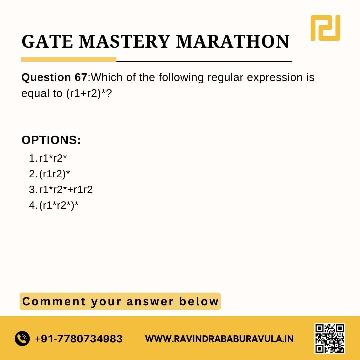 GATE MASTERY MARATHON
Question 67:Which of the following regular expression is
equal to (r1+r2)*?
OPTIONS:
1. r1*r2*
2. (r1r2)*
3. r1*r2*+r1r2
4. (r1*r2*)*
Comment your answer below
+91-7780734983
WWW.RAVINDRABABURAVULA.IN